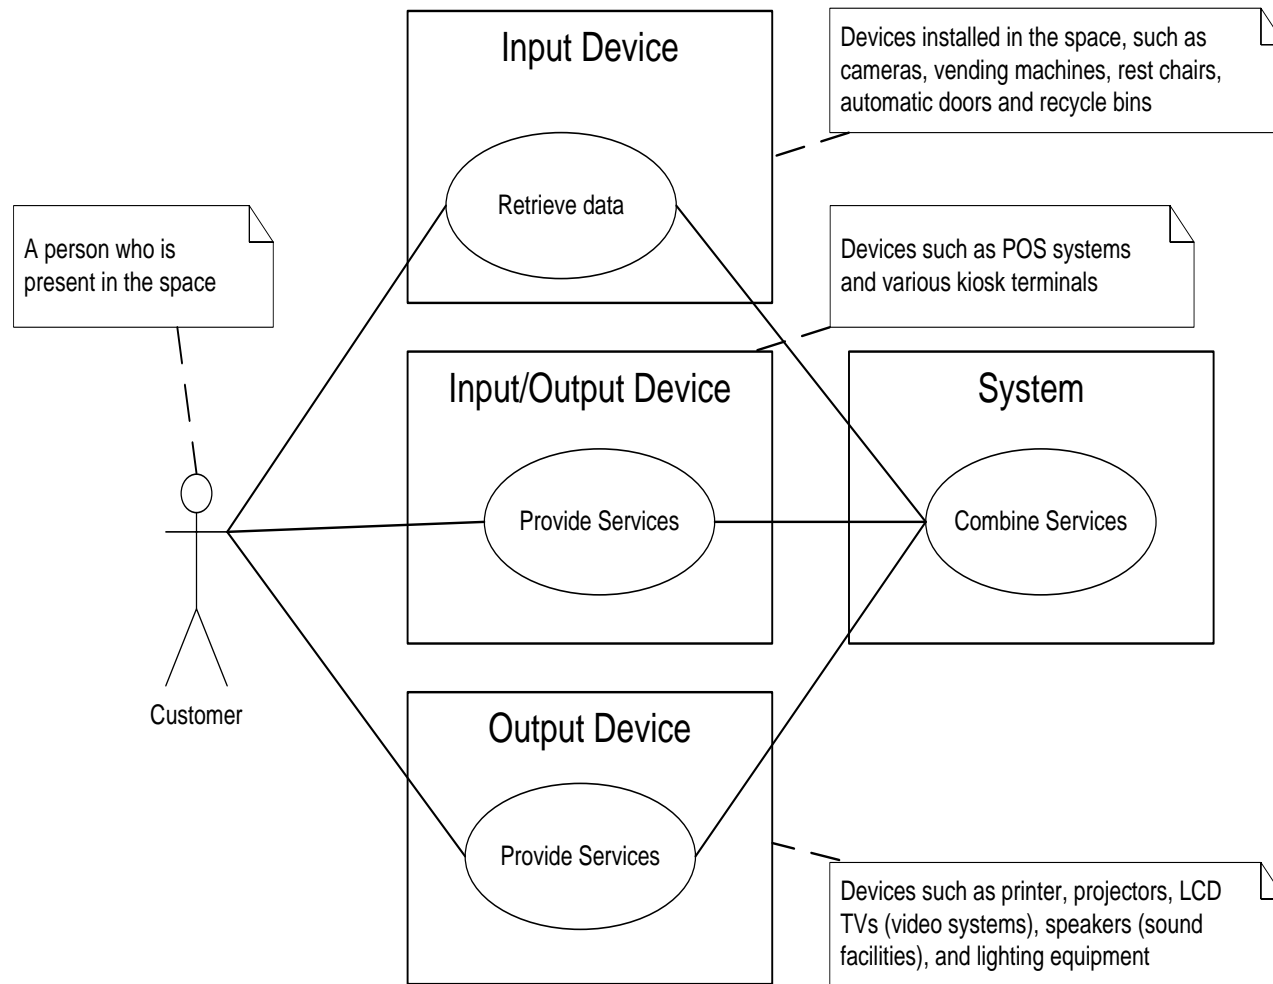 Input Device
Devices installed in the space, such as
cameras, vending machines, rest chairs,
automatic doors and recycle bins
Retrieve data
A person who is
present in the space
Devices such as POS systems
and various kiosk terminals
Input/Output Device
System
Provide Services
Combine Services
Customer
Output Device
Provide Services
Devices such as printer, projectors, LCD
TVs (video systems), speakers (sound
facilities), and lighting equipment